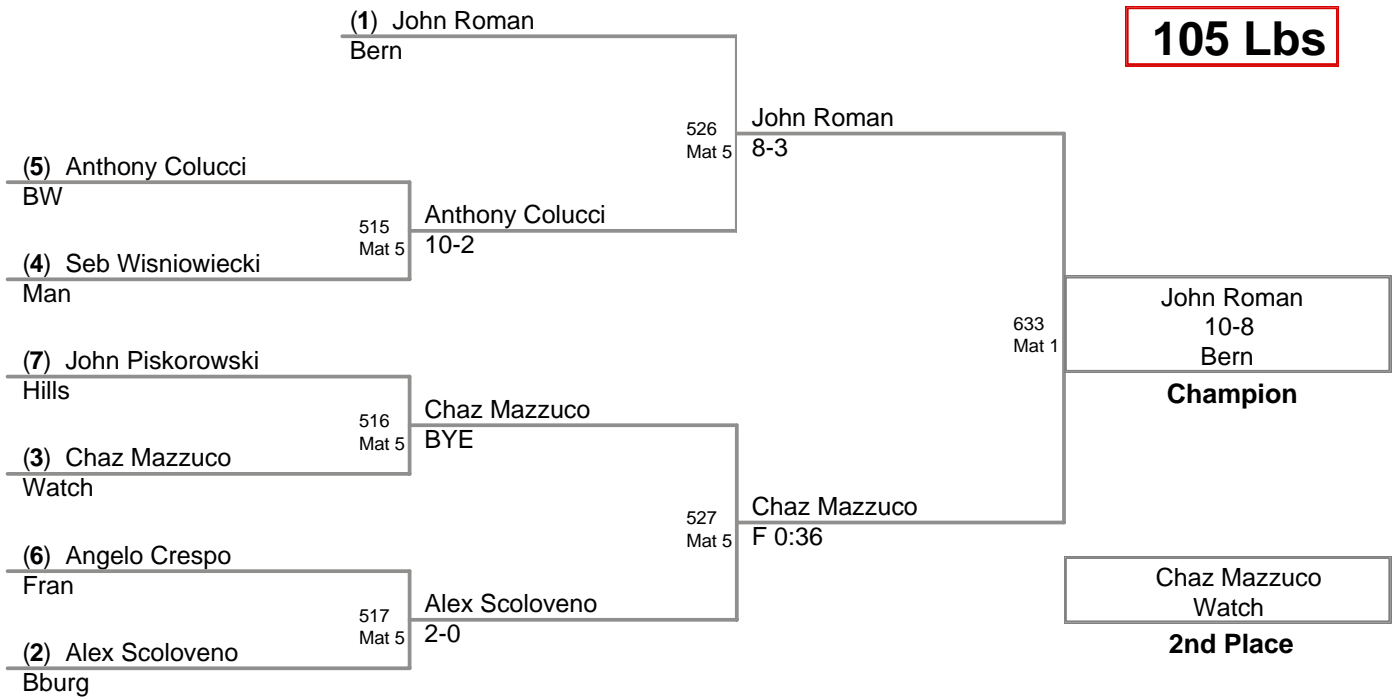 (1) John Roman
Bern
105 Lbs
526
Mat 5
John Roman
8-3
(5) Anthony Colucci
BW
515
Mat 5
Anthony Colucci
10-2
(4) Seb Wisniowiecki
Man
633
Mat 1
John Roman
10-8
Bern
Champion
(7) John Piskorowski
Hills
516
Mat 5
Chaz Mazzuco
BYE
(3) Chaz Mazzuco
Watch
527
Mat 5
Chaz Mazzuco
F 0:36
(6) Angelo Crespo
Fran
517
Mat 5
Alex Scoloveno
2-0
(2) Alex Scoloveno
Bburg
Chaz Mazzuco
Watch
2nd Place